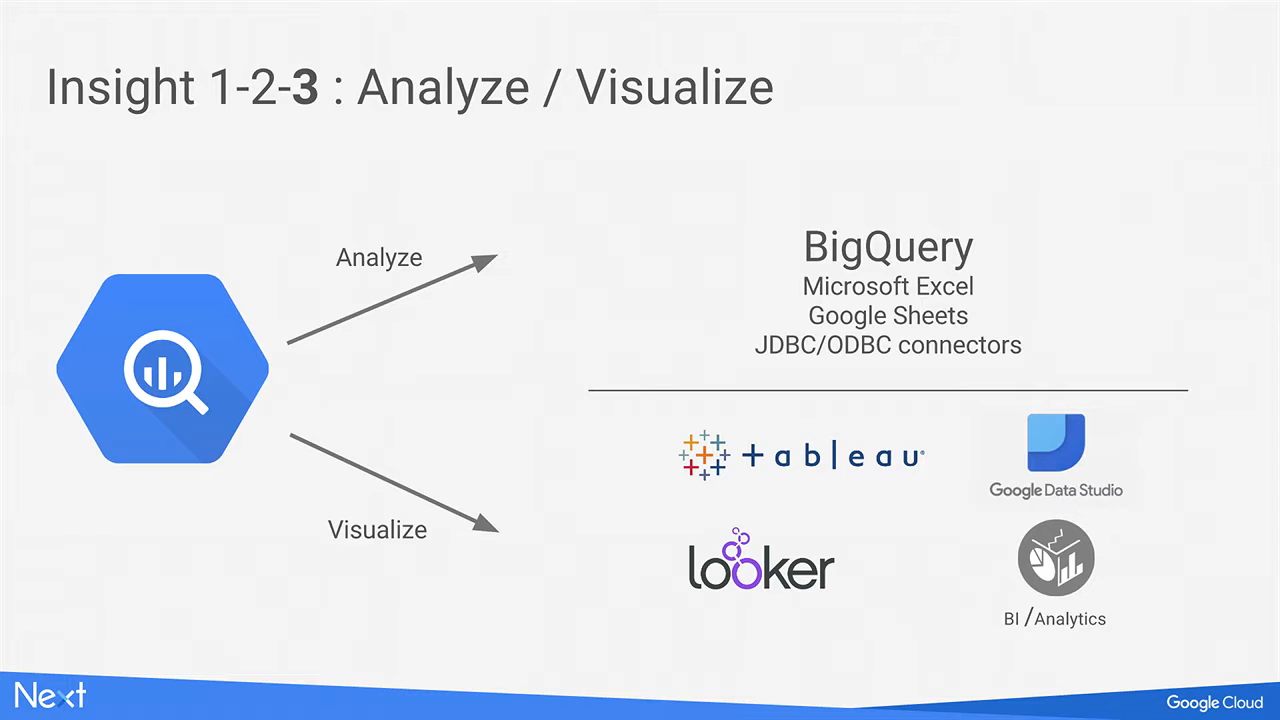 Insight 1-2-3 : Analyze / Visualize
Analyze
BigQuery
Microsoft Excel
Google Sheets
JDBC/ODBC connectors
+ableau®
Google Data Studio
Visualize
looker
BI / Analytics
Next
Google Cloud